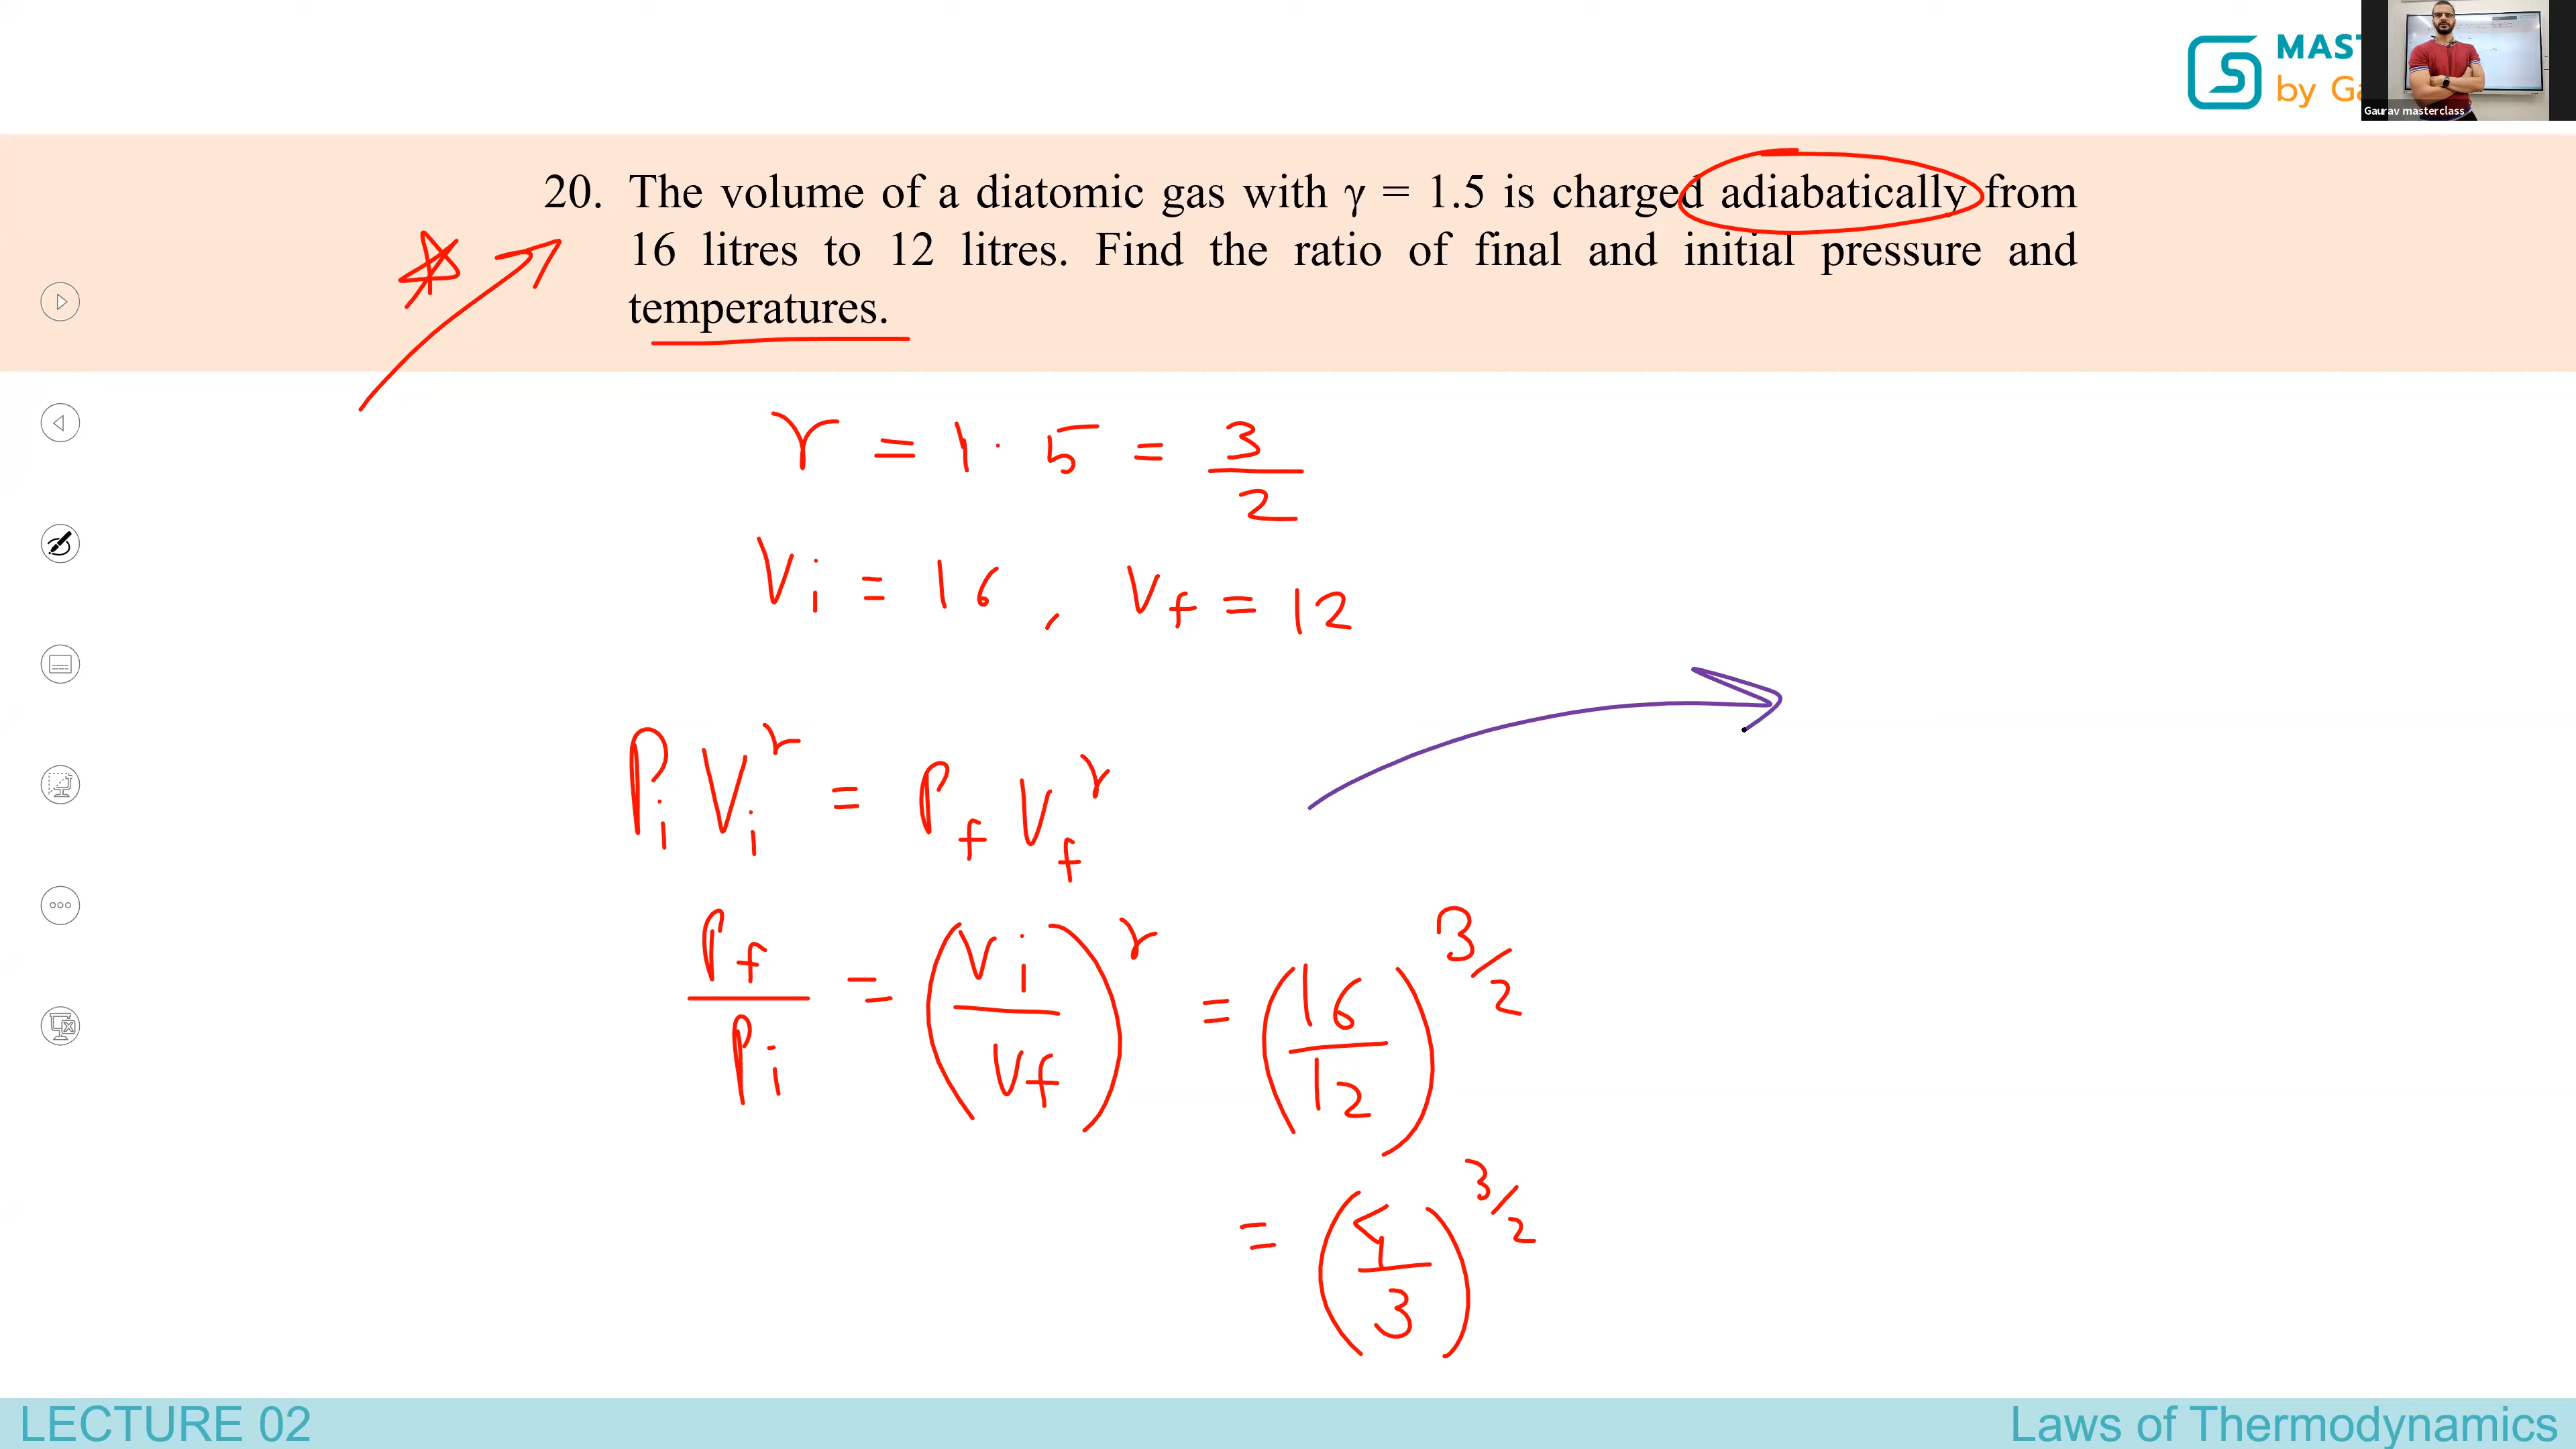 MAST
by Ga
Gaurav masterclass
20. The volume of a diatomic gas with γ = 1.5 is charged adiabatically from
16 litres to 12 litres. Find the ratio of final and initial pressure and
temperatures.
γ = 1.5 = 3/2
Vi = 16, Vf = 12
Pi Vi^γ = Pf Vf^γ
Pf/Pi = (Vi/Vf)^γ = (16/12)^3/2
= (4/3)^3/2
LECTURE 02
Laws of Thermodynamics